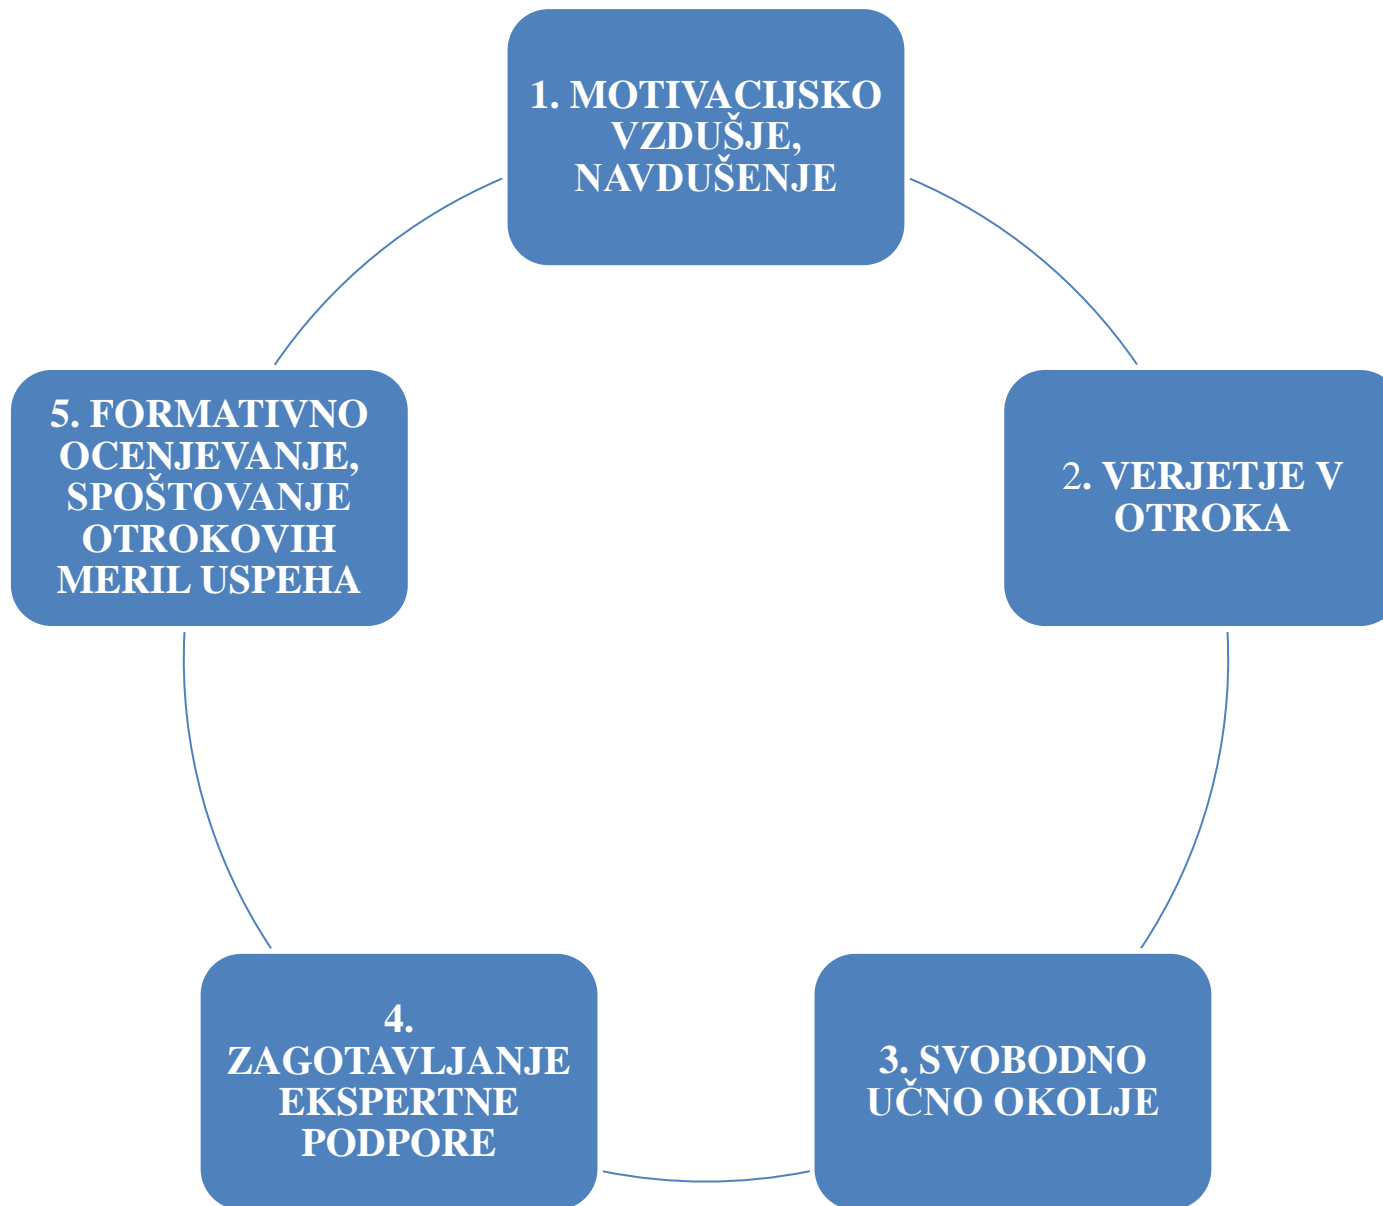 1. MOTIVACIJSKO
VZDUŠJE,
NAVDUŠENJE
2. VERJETJE V
OTROKA
3. SVOBODNO
UČNO OKOLJE
4.
ZAGOTAVLJANJE
EKSPERTNE
PODPORE
5. FORMATIVNO
OCENJEVANJE,
SPOŠTOVANJE
OTROKOVIH
MERIL USPEHA